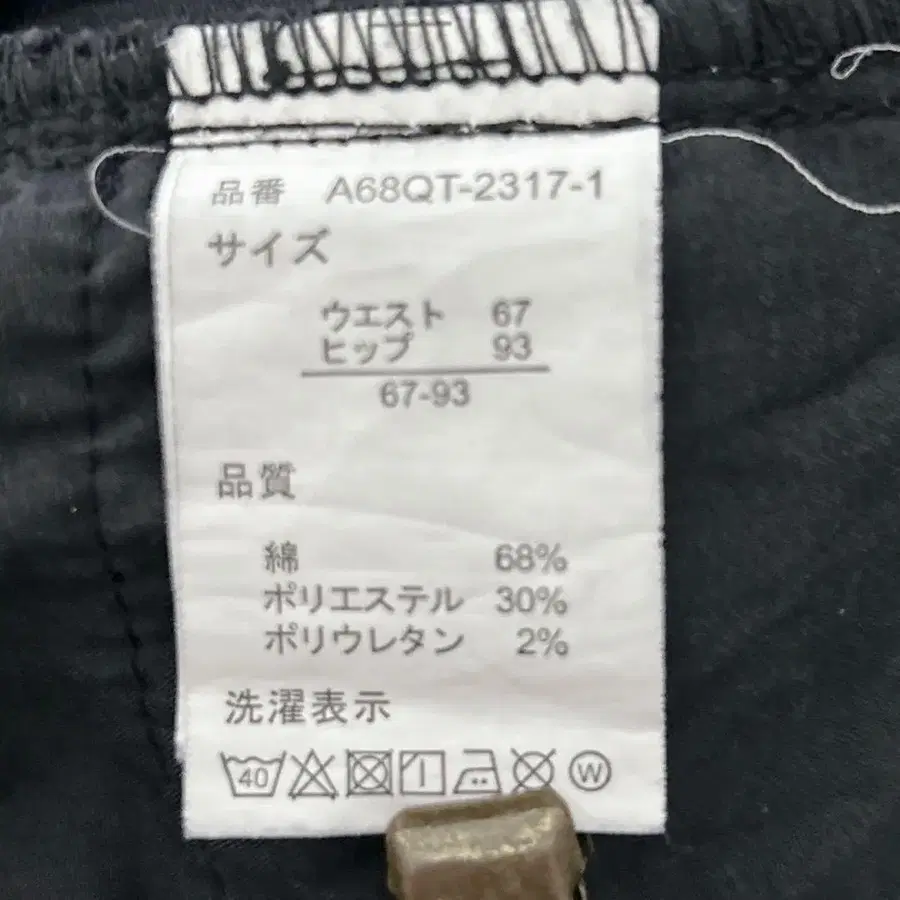 品番 A68QT-2317-1
サイズ
ウエスト 67
ヒップ 93
67-93
品質
綿 68%
ポリエステル 30%
ポリウレタン 2%
洗濯表示
40 W